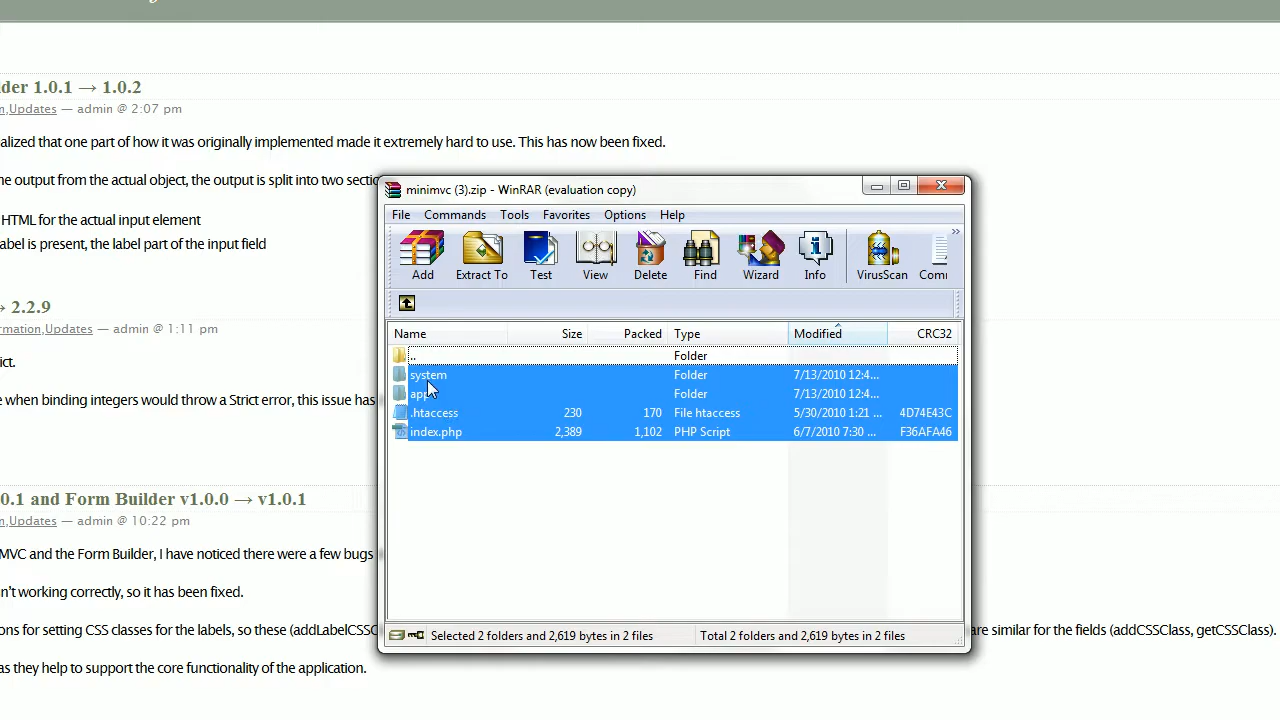 lder 1.0.1 → 1.0.2
n,Updates — admin @ 2:07 pm
alized that one part of how it was originally implemented made it extremely hard to use. This has now been fixed.
ne output from the actual object, the output is split into two sectio
HTML for the actual input element
abel is present, the label part of the input field
→ 2.2.9
rmation,Updates — admin @ 1:11 pm
ict.
e when binding integers would throw a Strict error, this issue has
0.1 and Form Builder v1.0.0 → v1.0.1
n,Updates — admin @ 10:22 pm
MVC and the Form Builder, I have noticed there were a few bugs
n't working correctly, so it has been fixed.
ons for setting CSS classes for the labels, so these (addLabelCSSC
are similar for the fields (addCSSClass, getCSSClass).
as they help to support the core functionality of the application.
minimvc (3).zip - WinRAR (evaluation copy)
File Commands Tools Favorites Options Help
Add Extract To Test View Delete Find Wizard Info VirusScan Comr
Name Size Packed Type Modified CRC32
.. Folder
system Folder 7/13/2010 12:4...
app Folder 7/13/2010 12:4...
.htaccess 230 170 File htaccess 5/30/2010 1:21 ... 4D74E43C
index.php 2,389 1,102 PHP Script 6/7/2010 7:30 ... F36AFA46
Selected 2 folders and 2,619 bytes in 2 files
Total 2 folders and 2,619 bytes in 2 files